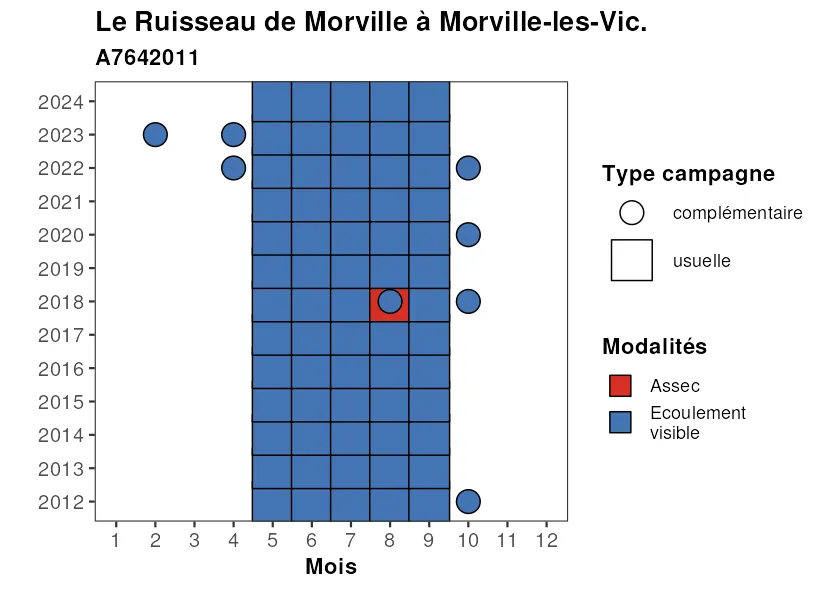 Le Ruisseau de Morville à Morville-les-Vic.
A7642011
2024
2023
2022
2021
2020
2019
2018
2017
2016
2015
2014
2013
2012
1 2 3 4 5 6 7 8 9 10 11 12
Mois
Type campagne
complémentaire
usuelle
Modalités
Assec
Ecoulement
visible